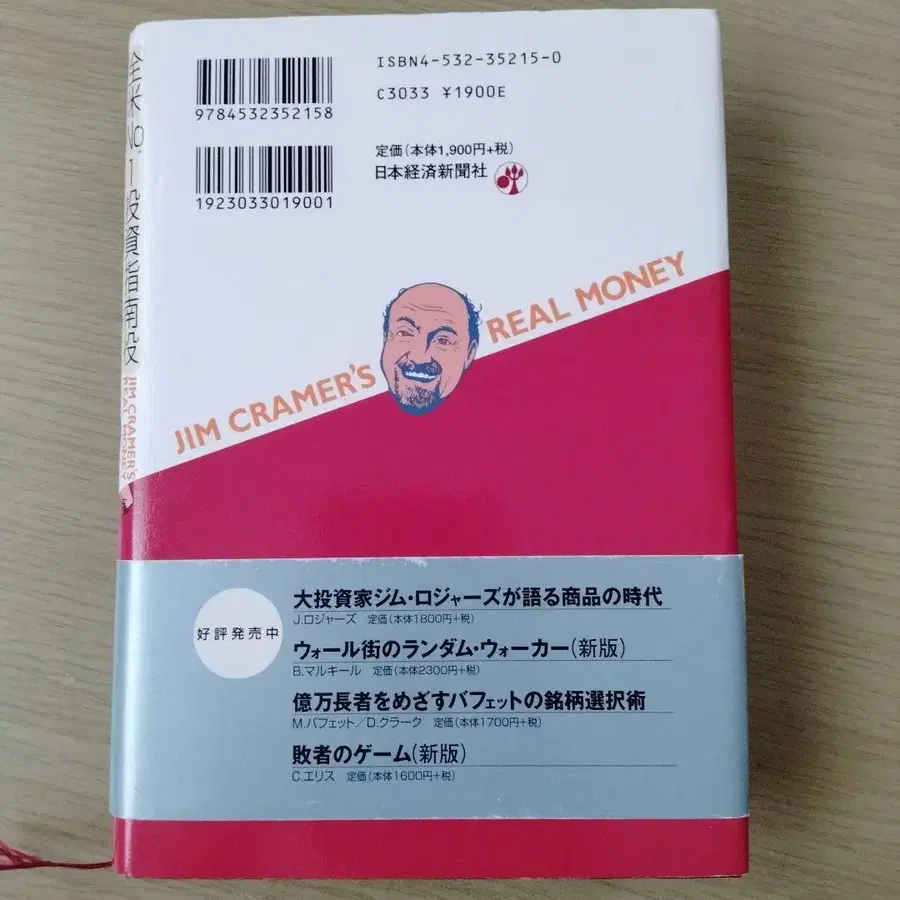 全米No.1投資指南役
JIM CRAMER'S
REAL MONEY
ISBN4-532-35215-0
C3033 ¥1900E
9784532352158
定価(本体1,900円+税)
日本経済新聞社
1923033019001
JIM CRAMER'S REAL MONEY
好評発売中
大投資家ジム・ロジャーズが語る商品の時代
J.ロジャーズ 定価(本体1800円+税)
ウォール街のランダム・ウォーカー(新版)
B.マルキール 定価(本体2300円+税)
億万長者をめざすバフェットの銘柄選択術
M.バフェット/D.クラーク 定価(本体1700円+税)
敗者のゲーム(新版)
C.エリス 定価(本体1600円+税)